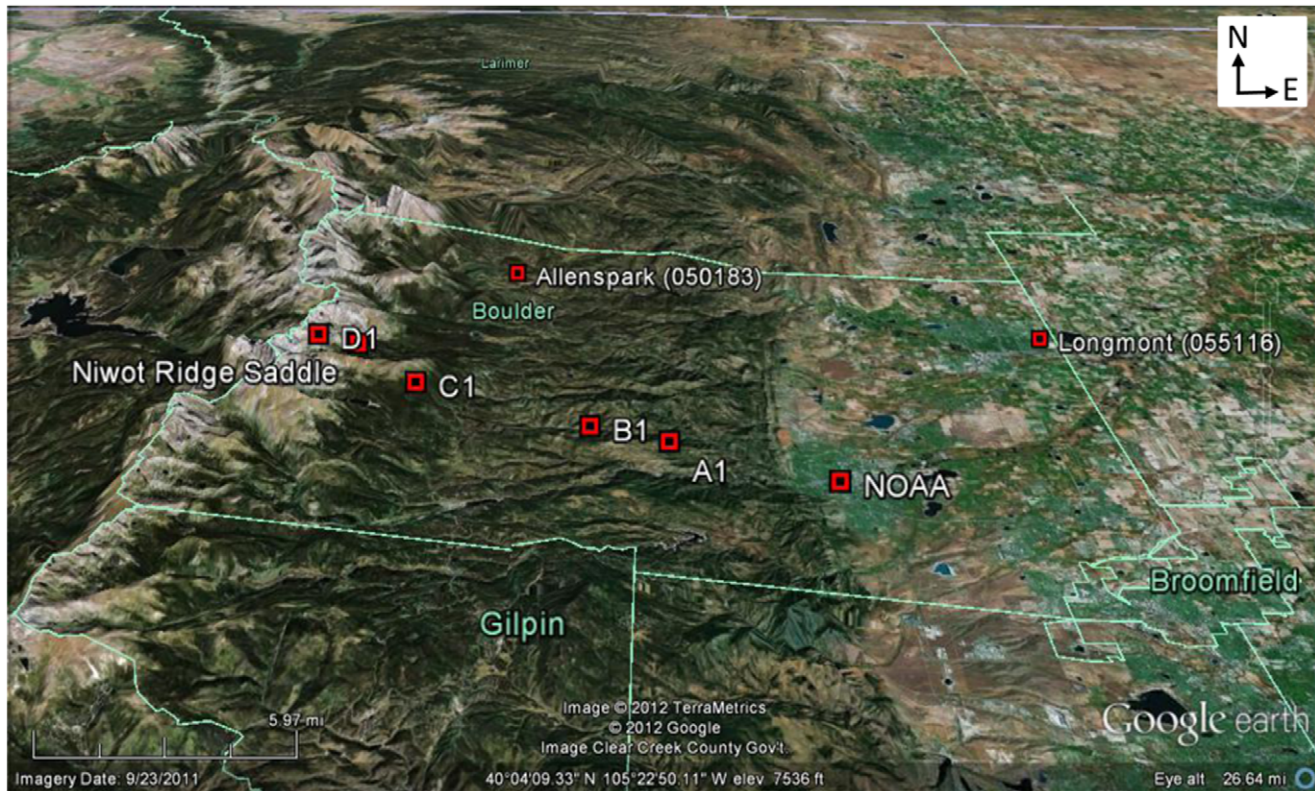 N
E
Larimer
Allenspark (050183)
Boulder
D1
Longmont (055116)
Niwot Ridge Saddle
C1
B1
A1
NOAA
Broomfield
Gilpin
5.97 mi
Image © 2012 TerraMetrics
© 2012 Google
Image Clear Creek County Gov't.
Google earth
Imagery Date: 9/23/2011
40°04'09.33" N 105°22'50.11" W elev 7536 ft
Eye alt 26.64 mi